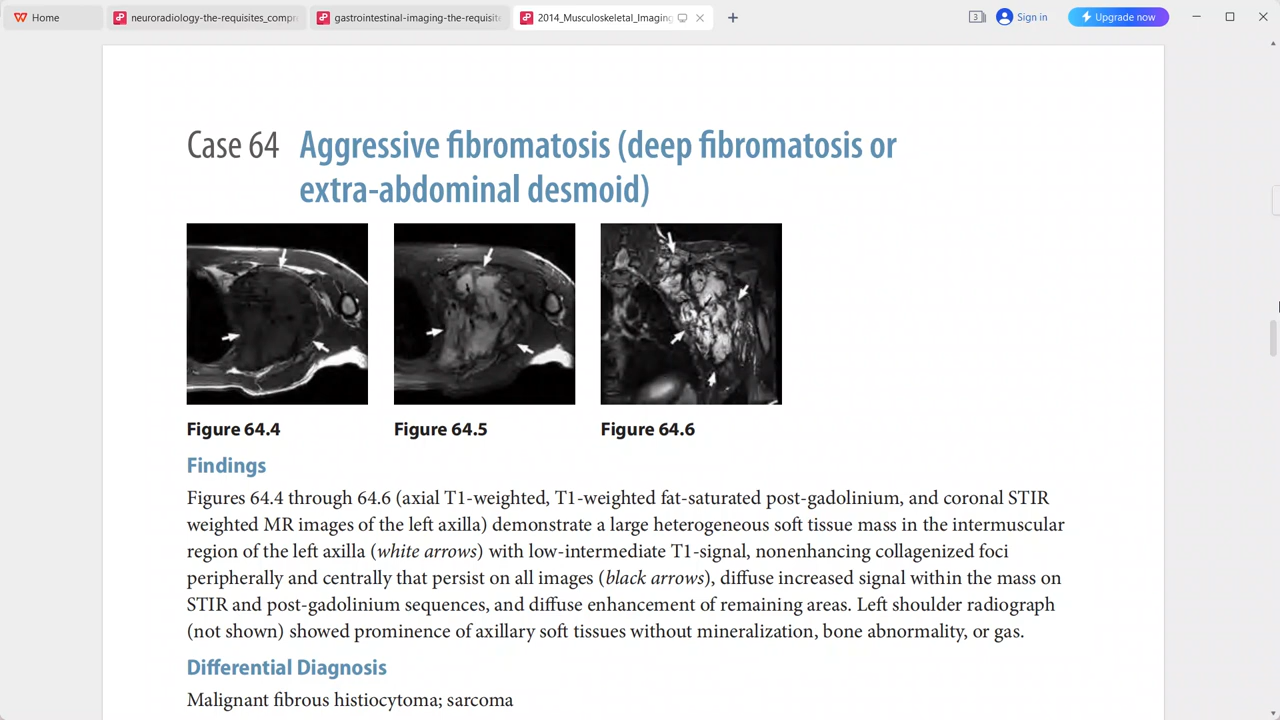 Home
neuroradiology-the-requisites_compr
gastrointestinal-imaging-the-requisite
2014_Musculoskeletal_Imaging
3
Sign in
Upgrade now
Case 64 Aggressive fibromatosis (deep fibromatosis or
extra-abdominal desmoid)
Figure 64.4
Figure 64.5
Figure 64.6
Findings
Figures 64.4 through 64.6 (axial T1-weighted, T1-weighted fat-saturated post-gadolinium, and coronal STIR
weighted MR images of the left axilla) demonstrate a large heterogeneous soft tissue mass in the intermuscular
region of the left axilla (white arrows) with low-intermediate T1-signal, nonenhancing collagenized foci
peripherally and centrally that persist on all images (black arrows), diffuse increased signal within the mass on
STIR and post-gadolinium sequences, and diffuse enhancement of remaining areas. Left shoulder radiograph
(not shown) showed prominence of axillary soft tissues without mineralization, bone abnormality, or gas.
Differential Diagnosis
Malignant fibrous histiocytoma; sarcoma